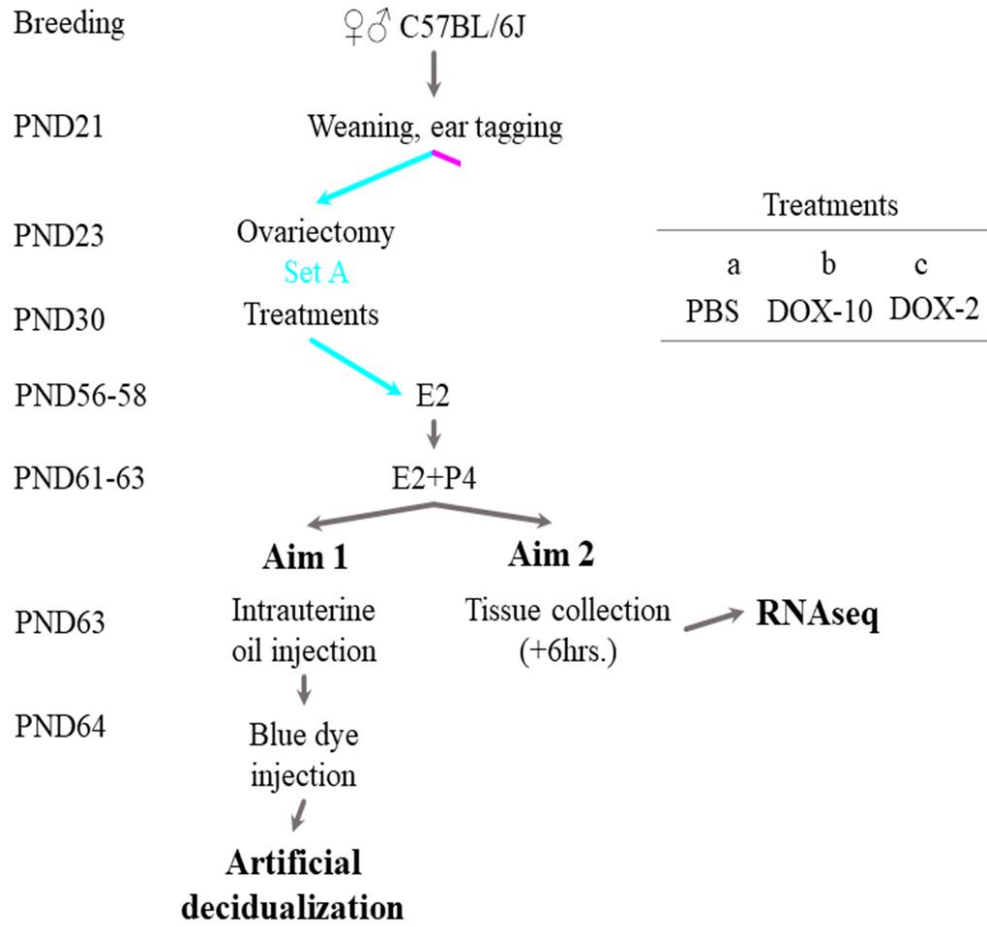 Breeding ♀♂ C57BL/6J
PND21 Weaning, ear tagging
Treatments
PND23 Ovariectomy
Set A
a b c
PND30 Treatments
PBS DOX-10 DOX-2
PND56-58 E2
PND61-63 E2+P4
Aim 1 Aim 2
PND63 Intrauterine
oil injection
Tissue collection
(+6hrs.)
RNAseq
PND64 Blue dye
injection
Artificial
decidualization